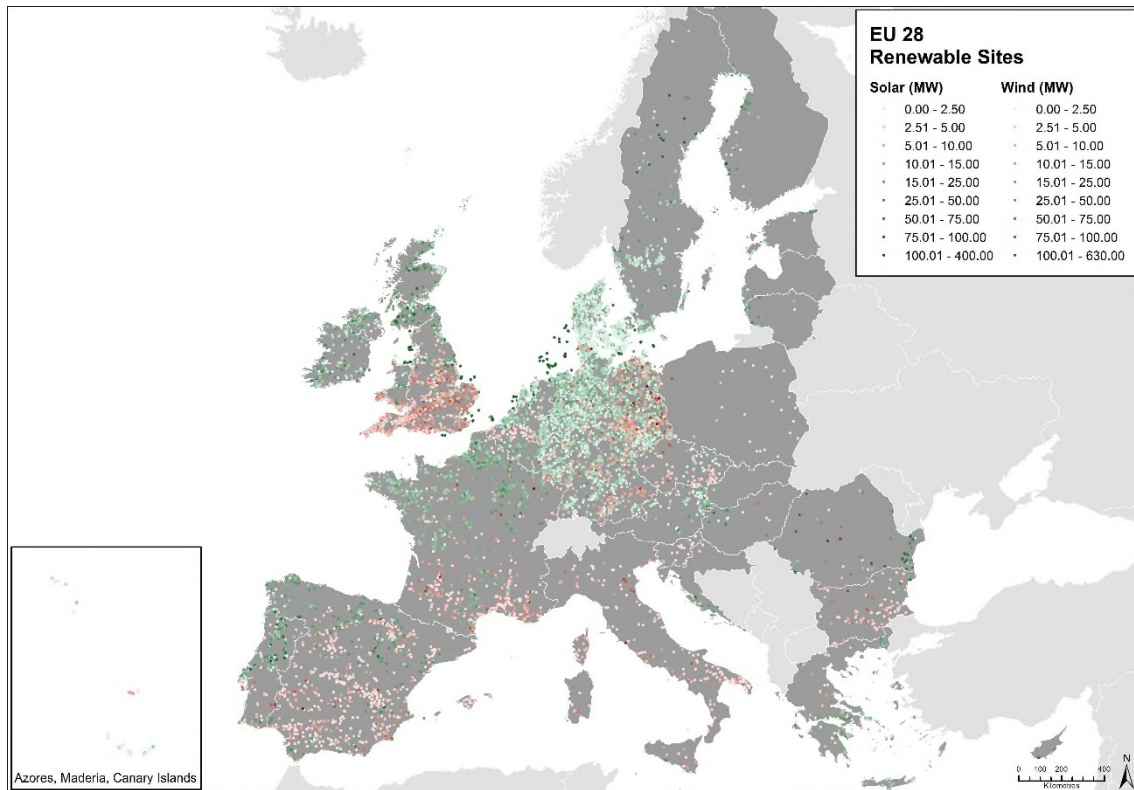 EU 28
Renewable Sites
Solar (MW) Wind (MW)
0.00 - 2.50 0.00 - 2.50
2.51 - 5.00 2.51 - 5.00
5.01 - 10.00 5.01 - 10.00
10.01 - 15.00 10.01 - 15.00
15.01 - 25.00 15.01 - 25.00
25.01 - 50.00 25.01 - 50.00
50.01 - 75.00 50.01 - 75.00
75.01 - 100.00 75.01 - 100.00
100.01 - 400.00 100.01 - 630.00
Azores, Maderia, Canary Islands
N
0 100 200 400
Kilometres